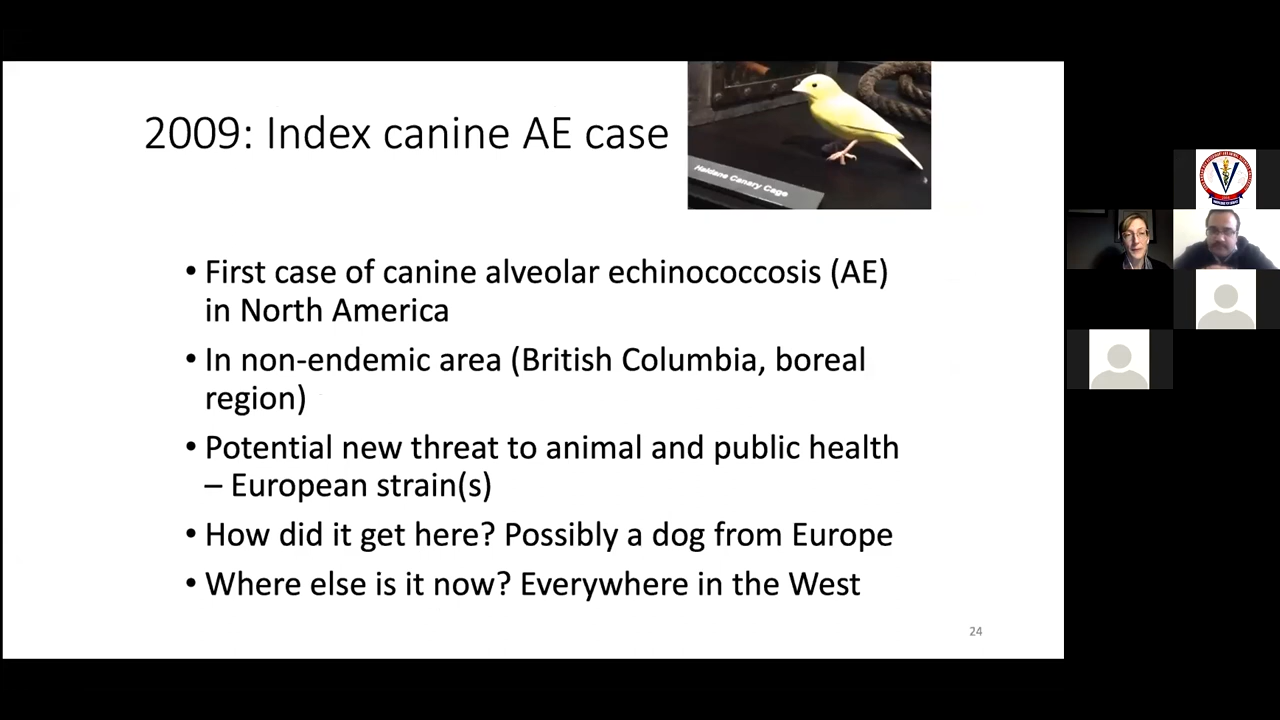 2009: Index canine AE case
Haldane Canary Cage
• First case of canine alveolar echinococcosis (AE)
in North America
• In non-endemic area (British Columbia, boreal
region)
• Potential new threat to animal and public health
– European strain(s)
• How did it get here? Possibly a dog from Europe
• Where else is it now? Everywhere in the West
24
V